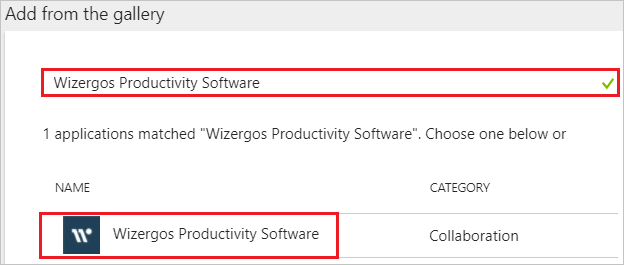 Add from the gallery
Wizergos Productivity Software
1 applications matched "Wizergos Productivity Software". Choose one below or
NAME CATEGORY
Wizergos Productivity Software Collaboration